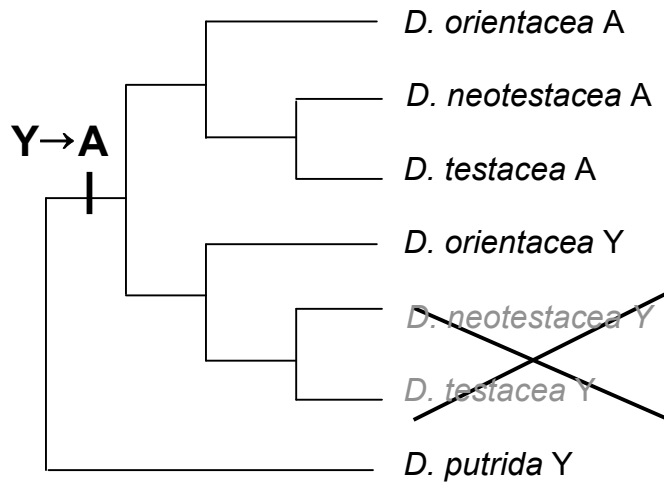 D. orientacea A
D. neotestacea A
Y→A
D. testacea A
D. orientacea Y
D. neotestacea Y
D. testacea Y
D. putrida Y